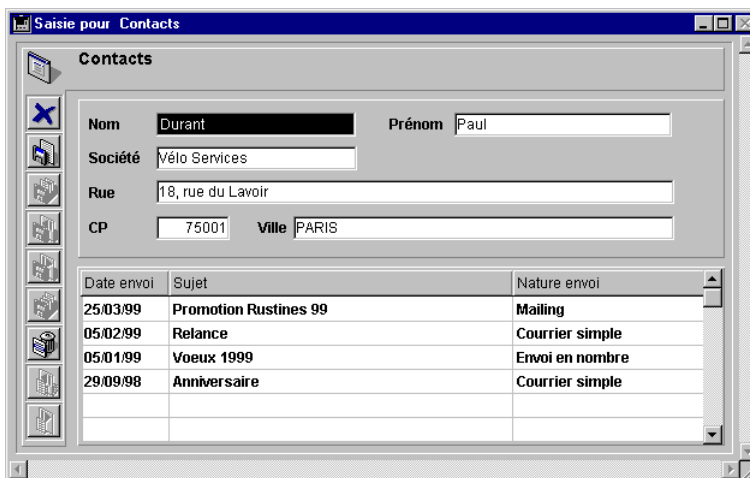 Saisie pour Contacts
Contacts
Nom Durant Prénom Paul
Société Vélo Services
Rue 18, rue du Lavoir
CP 75001 Ville PARIS
Date envoi Sujet Nature envoi
25/03/99 Promotion Rustines 99 Mailing
05/02/99 Relance Courrier simple
05/01/99 Voeux 1999 Envoi en nombre
29/09/98 Anniversaire Courrier simple